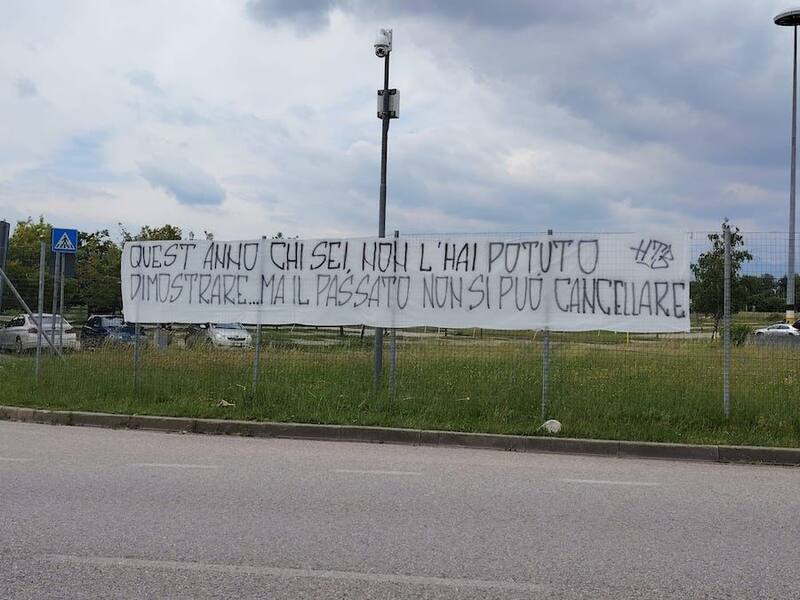 QUEST'ANNO CHI SEI, NON L'HAI POTUTO
DIMOSTRARE...MA IL PASSATO NON SI PUÒ CANCELLARE